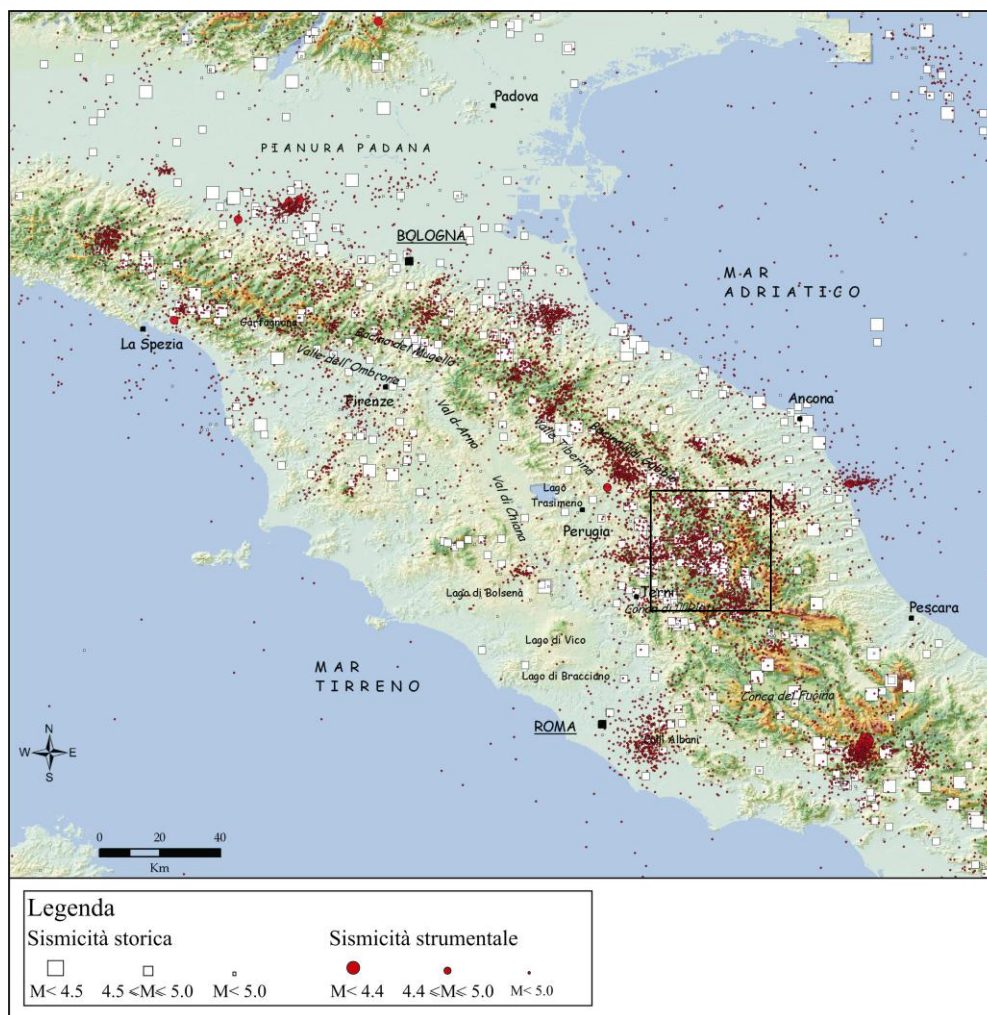 Padova
PIANURA PADANA
BOLOGNA
MAR
ADRIATICO
La Spezia
Garfagnana
Bacino del Mugello
Valle dell'Ombrone
Firenze
Val d-Arno
Ancona
Valle Tiberina
Val di Chiana
Lago
Trasimeno
Perugia
Terni
Lago di Bolsena
Pescara
Lago di Vico
MAR
TIRRENO
Lago di Bracciano
Conca del Fucino
ROMA
Colli Albani
N
W
E
S
0 20 40
Km
Legenda
Sismicità storica
Sismicità strumentale
M< 4.5 4.5 ⩽M⩽ 5.0 M< 5.0
M< 4.4 4.4 ⩽M⩽ 5.0 M< 5.0